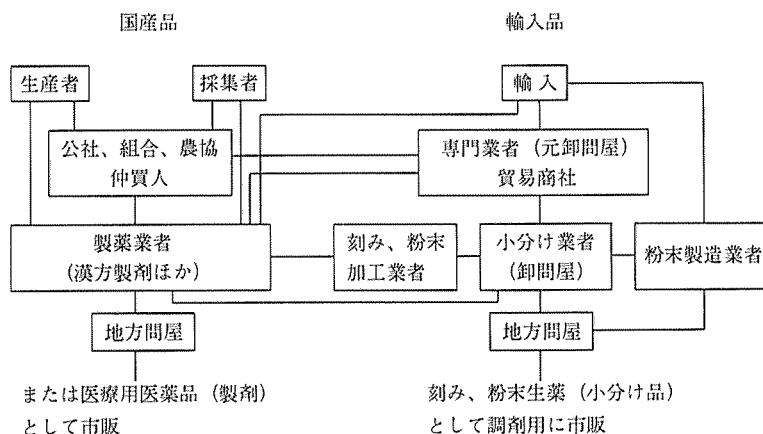 国産品
輸入品
生産者
採集者
輸入
公社、組合、農協
仲買人
専門業者（元卸問屋）
貿易商社
製薬業者
（漢方製剤ほか）
刻み、粉末
加工業者
小分け業者
（卸問屋）
粉末製造業者
地方問屋
地方問屋
または医療用医薬品（製剤）
として市販
刻み、粉末生薬（小分け品）
として調剤用に市販